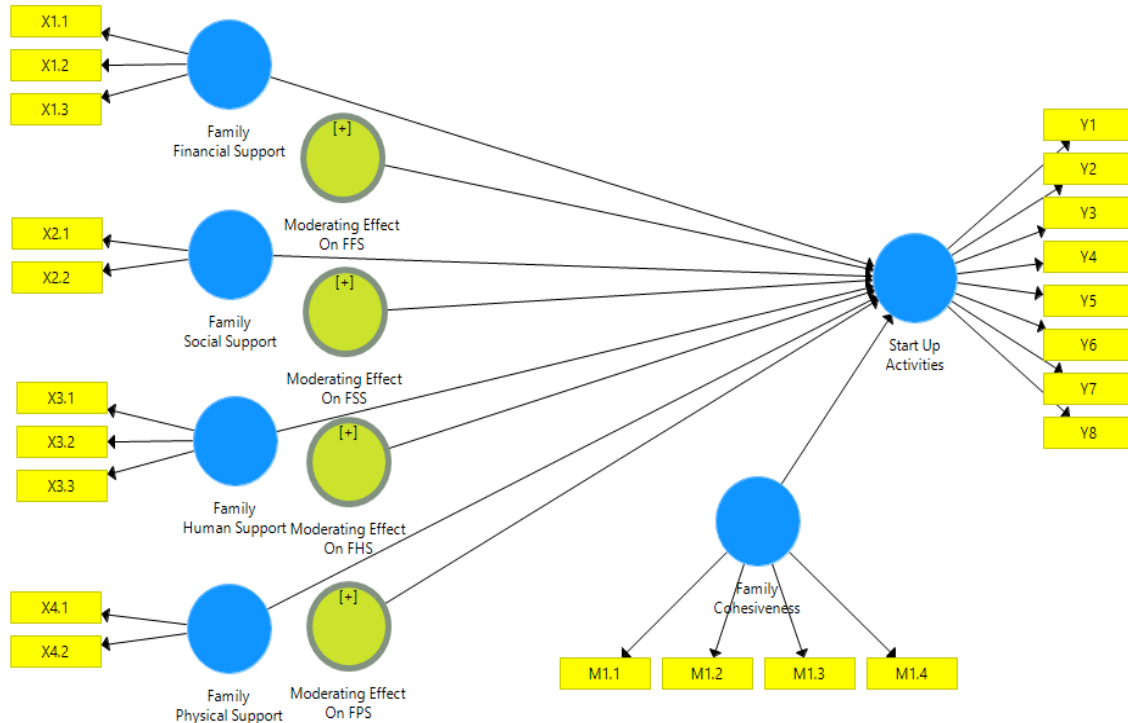 X1.1
X1.2
X1.3
Family
Financial Support
[+]
Moderating Effect
On FFS
X2.1
X2.2
Family
Social Support
[+]
Moderating Effect
On FSS
X3.1
X3.2
X3.3
Family
Human Support
[+]
Moderating Effect
On FHS
X4.1
X4.2
Family
Physical Support
[+]
Moderating Effect
On FPS
Start Up
Activities
Y1
Y2
Y3
Y4
Y5
Y6
Y7
Y8
Family
Cohesiveness
M1.1
M1.2
M1.3
M1.4